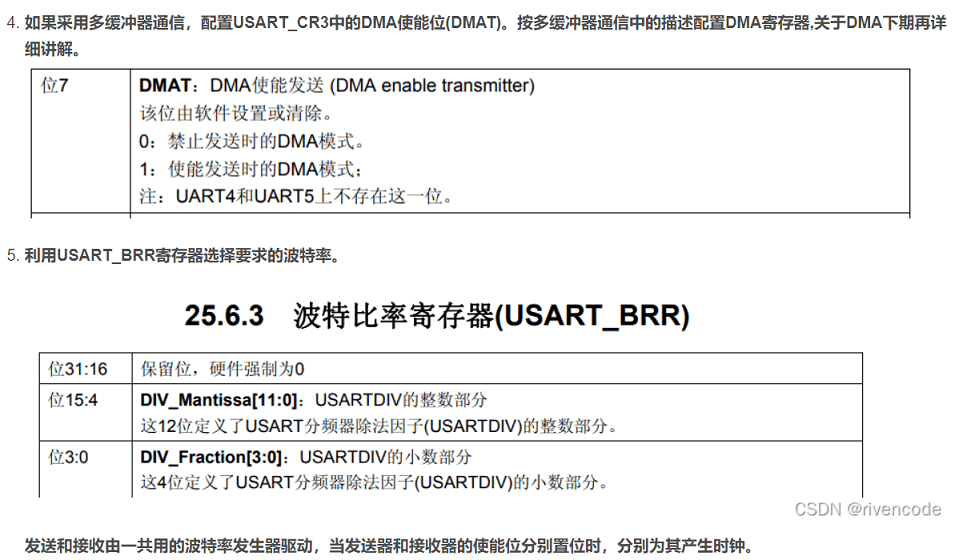 4. 如果采用多缓冲器通信，配置USART_CR3中的DMA使能位(DMAT)。按多缓冲器通信中的描述配置DMA寄存器,关于DMA下期再详
细讲解。
位7 DMAT：DMA使能发送 (DMA enable transmitter)
该位由软件设置或清除。
0：禁止发送时的DMA模式。
1：使能发送时的DMA模式；
注：UART4和UART5上不存在这一位。
5. 利用USART_BRR寄存器选择要求的波特率。
25.6.3 波特比率寄存器(USART_BRR)
位31:16 保留位，硬件强制为0
位15:4 DIV_Mantissa[11:0]：USARTDIV的整数部分
这12位定义了USART分频器除法因子(USARTDIV)的整数部分。
位3:0 DIV_Fraction[3:0]：USARTDIV的小数部分
这4位定义了USART分频器除法因子(USARTDIV)的小数部分。
CSDN @rivencode
发送和接收由一共用的波特率发生器驱动，当发送器和接收器的使能位分别置位时，分别为其产生时钟。